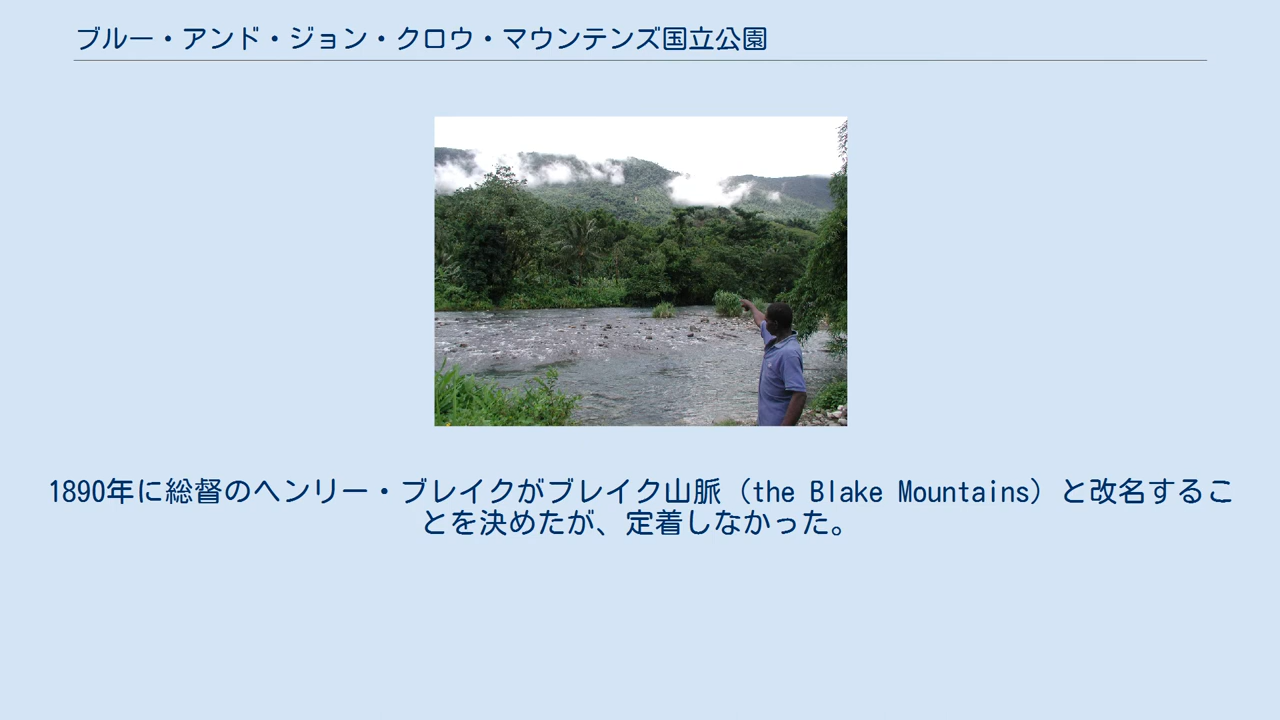 ブルー・アンド・ジョン・クロウ・マウンテンズ国立公園
1890年に総督のヘンリー・ブレイクがブレイク山脈（the Blake Mountains）と改名するこ
とを決めたが、定着しなかった。